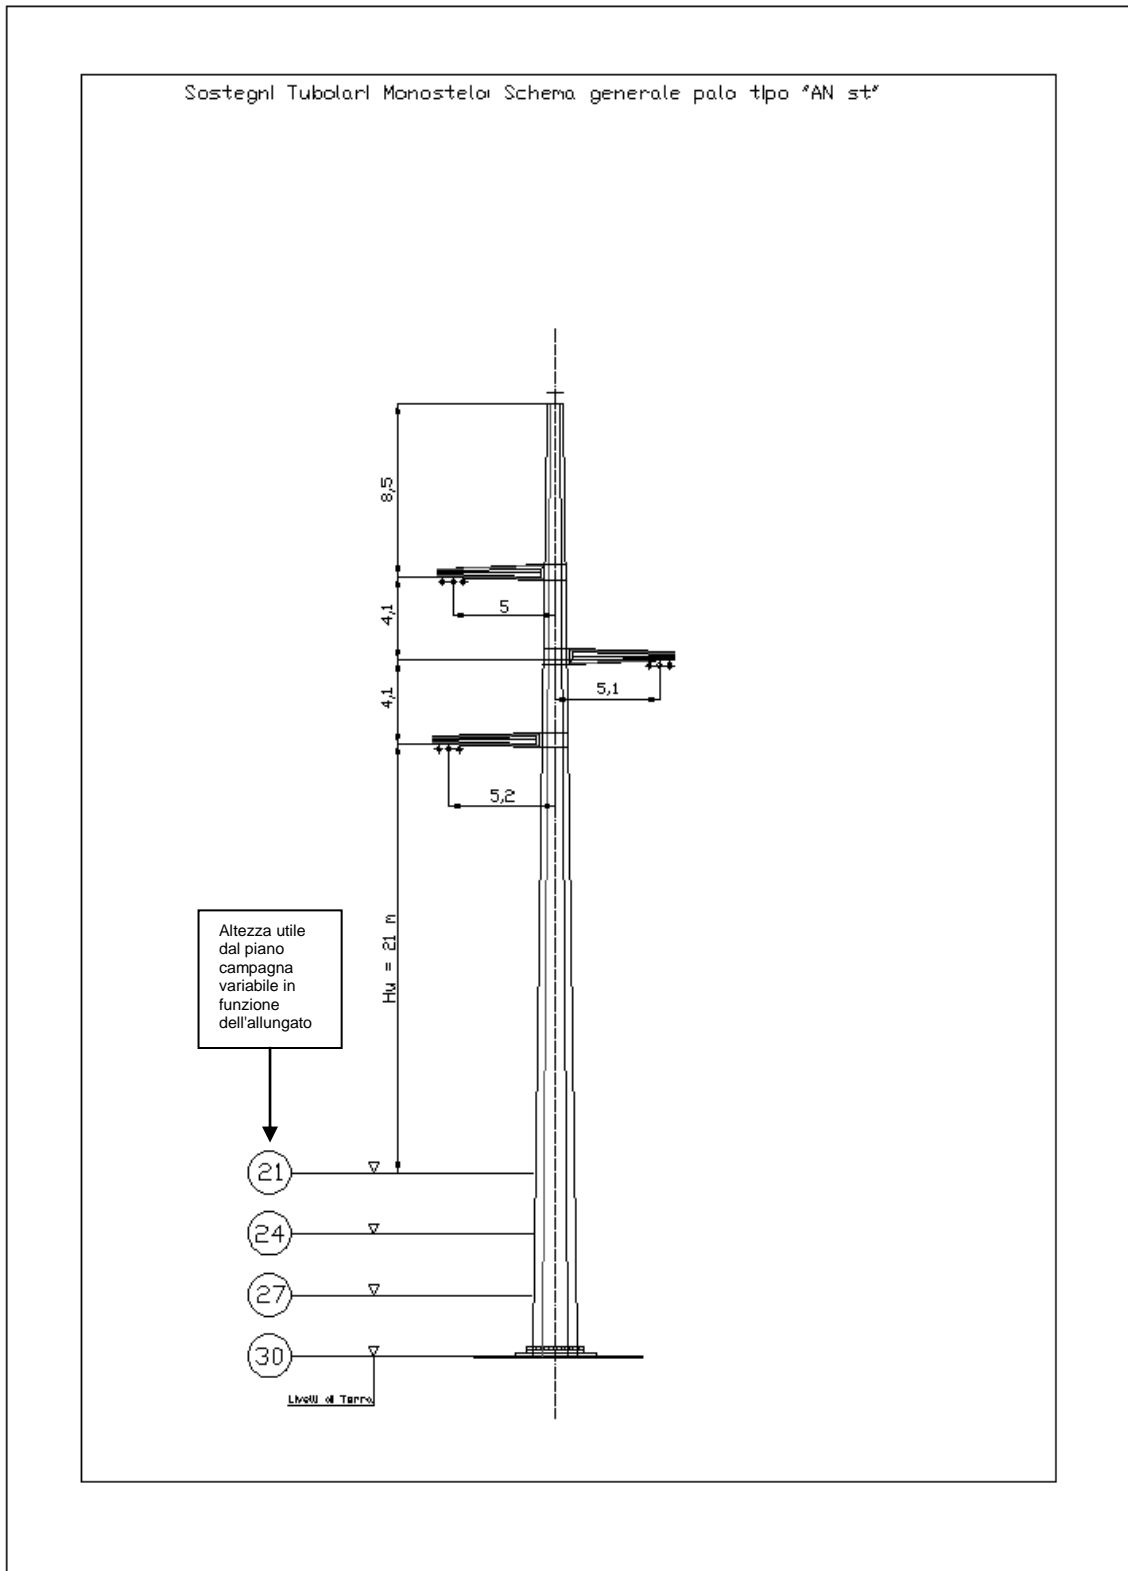 Sostegni Tubolari Monostelo: Schema generale palo tipo "AN st"
8,5
4,1
5
5,1
4,1
5,2
Hu = 21 m
Altezza utile
dal piano
campagna
variabile in
funzione
dell'allungato
21
24
27
30
Livelli di Terra